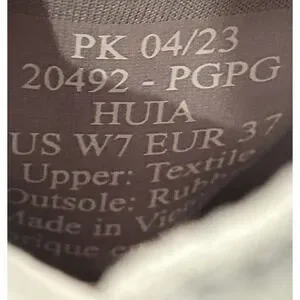 PK 04/23
20492 - PGPG
HUIA
US W7 EUR 37
Upper: Textile
Outsole:
Made in